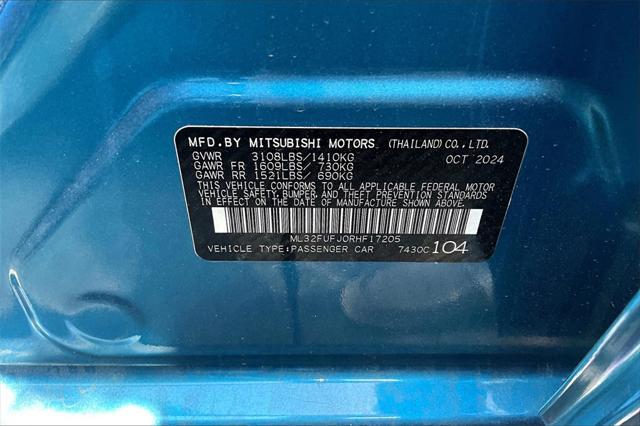 MFD.BY MITSUBISHI MOTORS (THAILAND) CO., LTD.
GVWR 3108LBS/1410KG OCT 2024
GAWR FR 1609LBS/ 730KG
GAWR RR 1521LBS/ 690KG
THIS VEHICLE CONFORMS TO ALL APPLICABLE FEDERAL MOTOR
VEHICLE SAFETY, BUMPER, AND THEFT PREVENTION STANDARDS
IN EFFECT ON THE DATE OF MANUFACTURE SHOWN ABOVE.
ML32FUFJ0RHF17205
VEHICLE TYPE:PASSENGER CAR 7430C 104